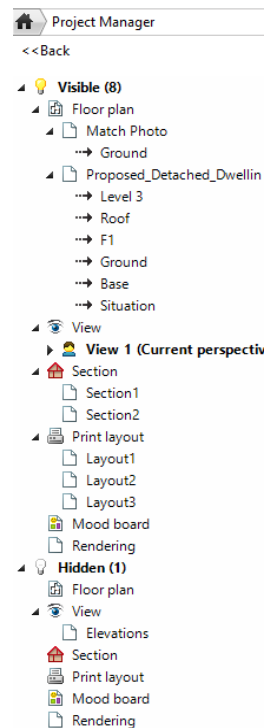 Project Manager
<<Back
Visible (8)
Floor plan
Match Photo
Ground
Proposed_Detached_Dwellin
Level 3
Roof
F1
Ground
Base
Situation
View
View 1 (Current perspectiv
Section
Section1
Section2
Print layout
Layout1
Layout2
Layout3
Mood board
Rendering
Hidden (1)
Floor plan
View
Elevations
Section
Print layout
Mood board
Rendering